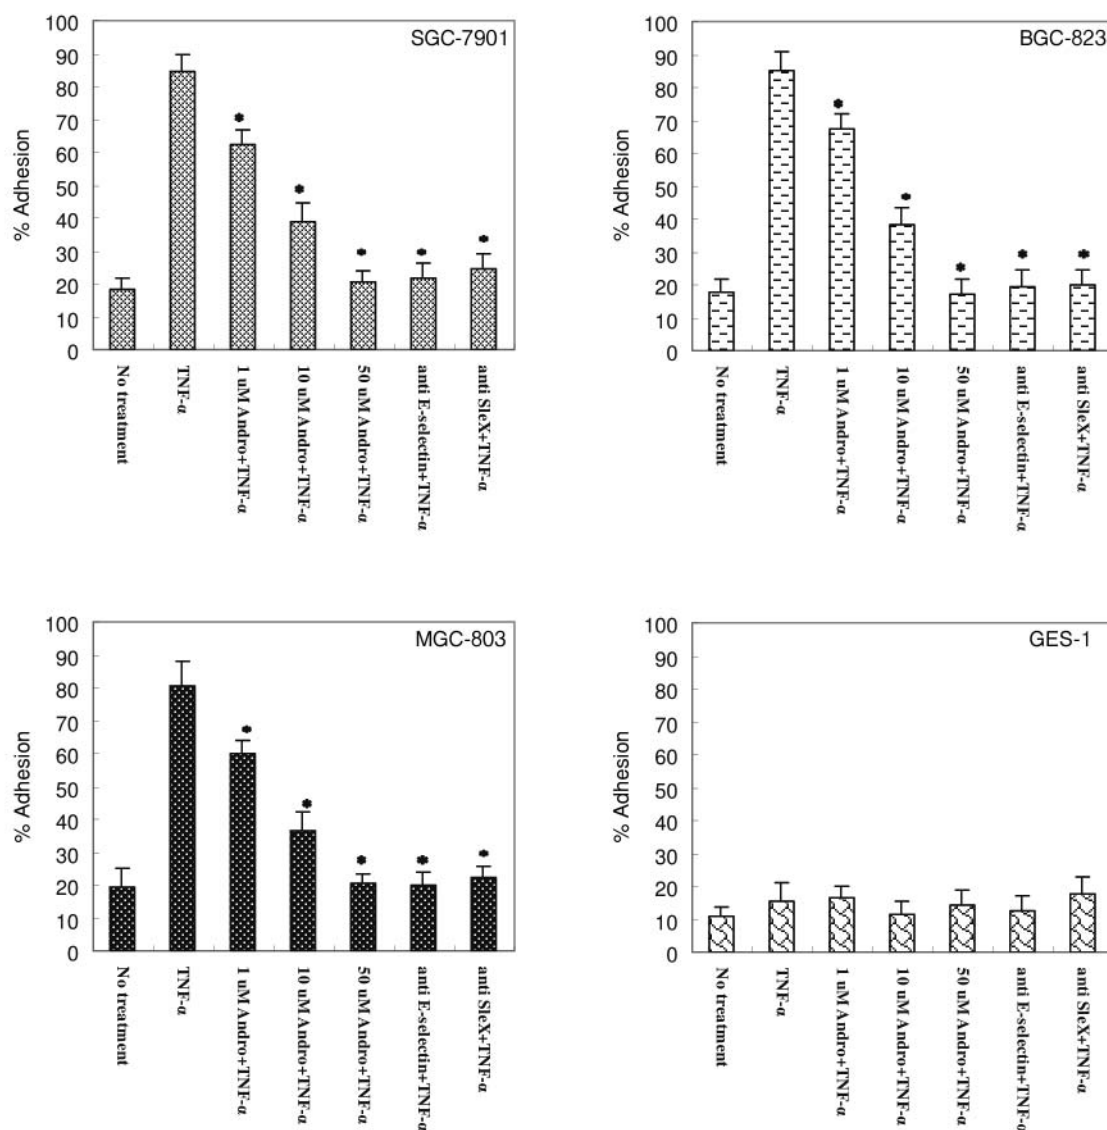 SGC-7901
% Adhesion
100
90
80
70
60
50
40
30
20
10
0
*
*
*
*
*
No treatment
TNF-α
1 uM Andro+TNF-α
10 uM Andro+TNF-α
50 uM Andro+TNF-α
anti E-selectin+TNF-α
anti SleX+TNF-α
BGC-823
% Adhesion
100
90
80
70
60
50
40
30
20
10
0
*
*
*
*
*
No treatment
TNF-α
1 uM Andro+TNF-α
10 uM Andro+TNF-α
50 uM Andro+TNF-α
anti E-selectin+TNF-α
anti SleX+TNF-α
MGC-803
% Adhesion
100
90
80
70
60
50
40
30
20
10
0
*
*
*
*
*
No treatment
TNF-α
1 uM Andro+TNF-α
10 uM Andro+TNF-α
50 uM Andro+TNF-α
anti E-selectin+TNF-α
anti SleX+TNF-α
GES-1
% Adhesion
100
90
80
70
60
50
40
30
20
10
0
No treatment
TNF-α
1 uM Andro+TNF-α
10 uM Andro+TNF-α
50 uM Andro+TNF-α
anti E-selectin+TNF-α
anti SleX+TNF-α